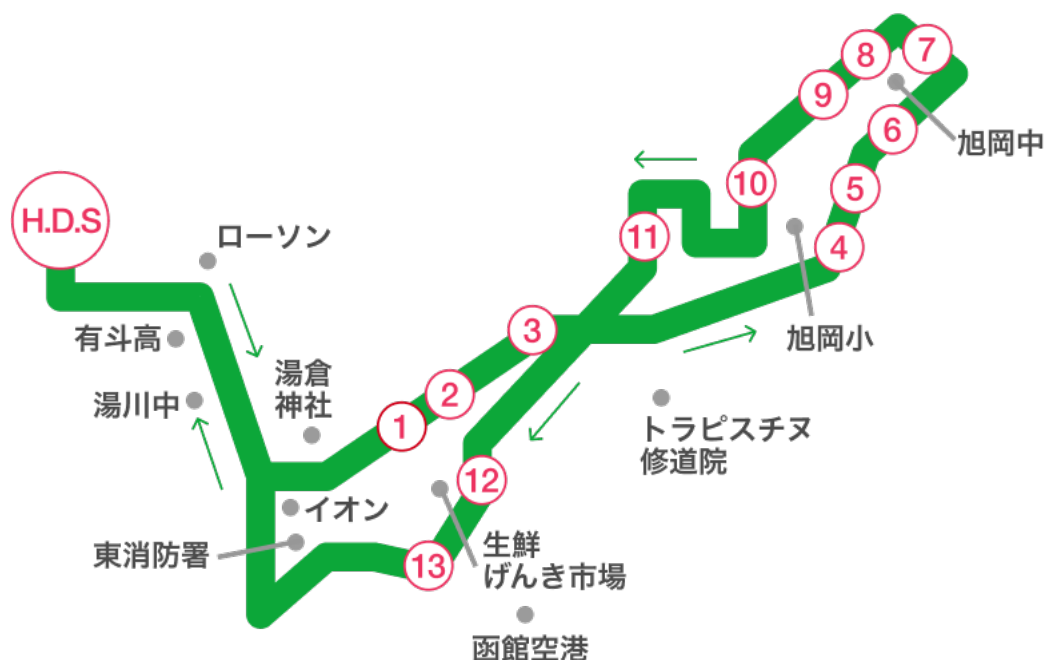 H.D.S
ローソン
有斗高
湯川中
湯倉
神社
イオン
東消防署
1
2
3
4
5
6
7
8
9
10
11
12
13
旭岡中
旭岡小
トラピスチヌ
修道院
生鮮
げんき市場
函館空港